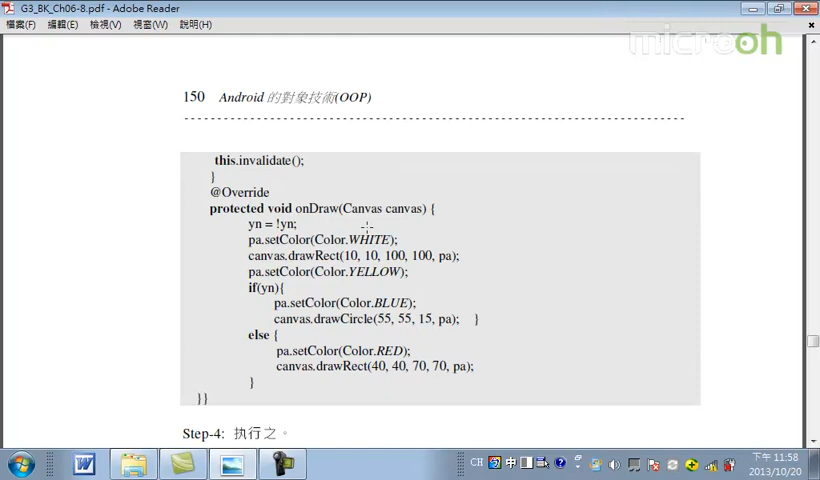 G3_BK_Ch06-8.pdf - Adobe Reader
檔案(F) 編輯(E) 檢視(V) 視窗(W) 說明(H)
microoh
150 Android 的對象技術(OOP)
this.invalidate();
}
@Override
protected void onDraw(Canvas canvas) {
yn = !yn;
pa.setColor(Color.WHITE);
canvas.drawRect(10, 10, 100, 100, pa);
pa.setColor(Color.YELLOW);
if(yn){
pa.setColor(Color.BLUE);
canvas.drawCircle(55, 55, 15, pa); }
else {
pa.setColor(Color.RED);
canvas.drawRect(40, 40, 70, 70, pa);
}
}}
Step-4: 执行之。
CH 中
下午 11:58
2013/10/20